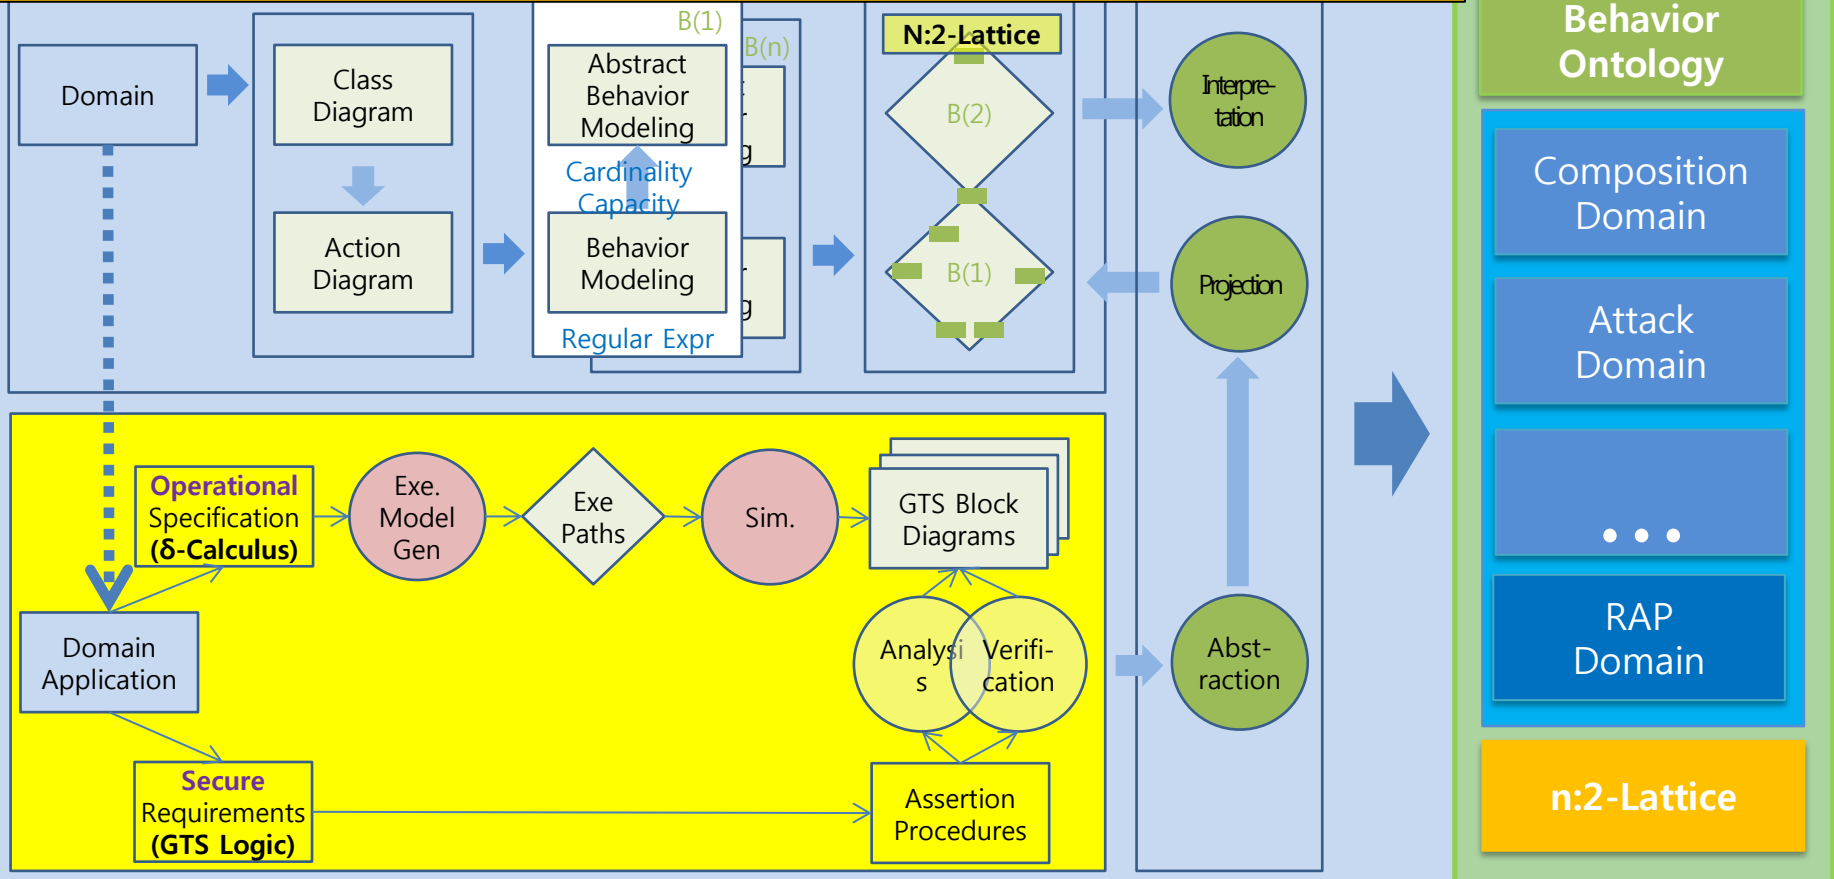 Domain
Class
Diagram
Action
Diagram
B(1)
Abstract
Behavior
Modeling
Cardinality
Capacity
Behavior
Modeling
Regular Expr
B(n)
t
r
g
r
g
N:2-Lattice
B(2)
B(1)
Interpre-
tation
Projection
Abst-
raction
Operational
Specification
(δ-Calculus)
Exe.
Model
Gen
Exe
Paths
Sim.
GTS Block
Diagrams
Domain
Application
Analysi
s
Verifi-
cation
Secure
Requirements
(GTS Logic)
Assertion
Procedures
Behavior
Ontology
Composition
Domain
Attack
Domain
...
RAP
Domain
n:2-Lattice